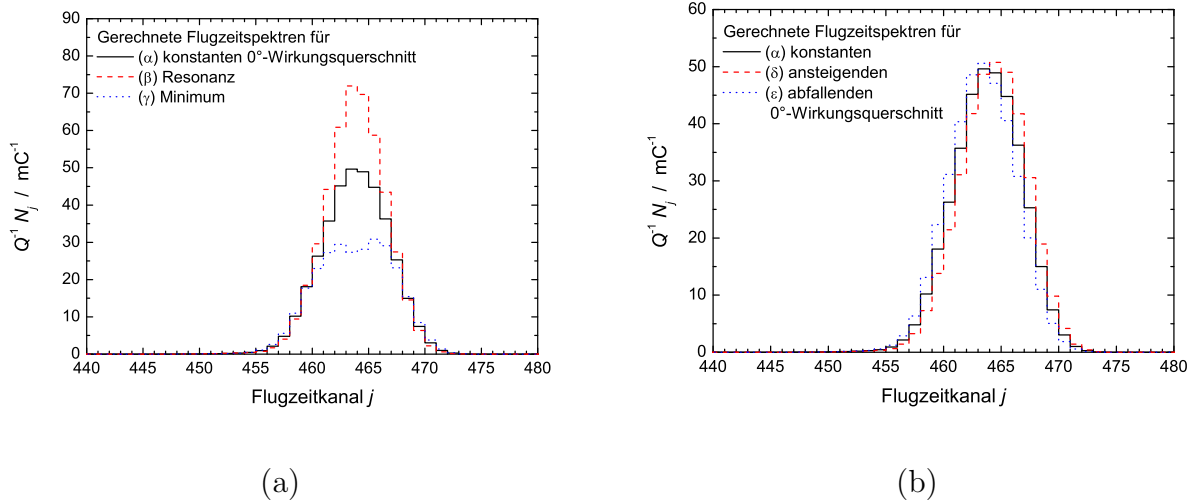 Gerechnete Flugzeitspektren für
(α) konstanten 0°-Wirkungsquerschnitt
(β) Resonanz
(γ) Minimum
90
80
70
60
50
40
30
20
10
0
Q⁻¹ Nⱼ / mC⁻¹
440 445 450 455 460 465 470 475 480
Flugzeitkanal j
(a)
Gerechnete Flugzeitspektren für
(α) konstanten
(δ) ansteigenden
(ε) abfallenden
0°-Wirkungsquerschnitt
60
50
40
30
20
10
0
Q⁻¹ Nⱼ / mC⁻¹
440 445 450 455 460 465 470 475 480
Flugzeitkanal j
(b)